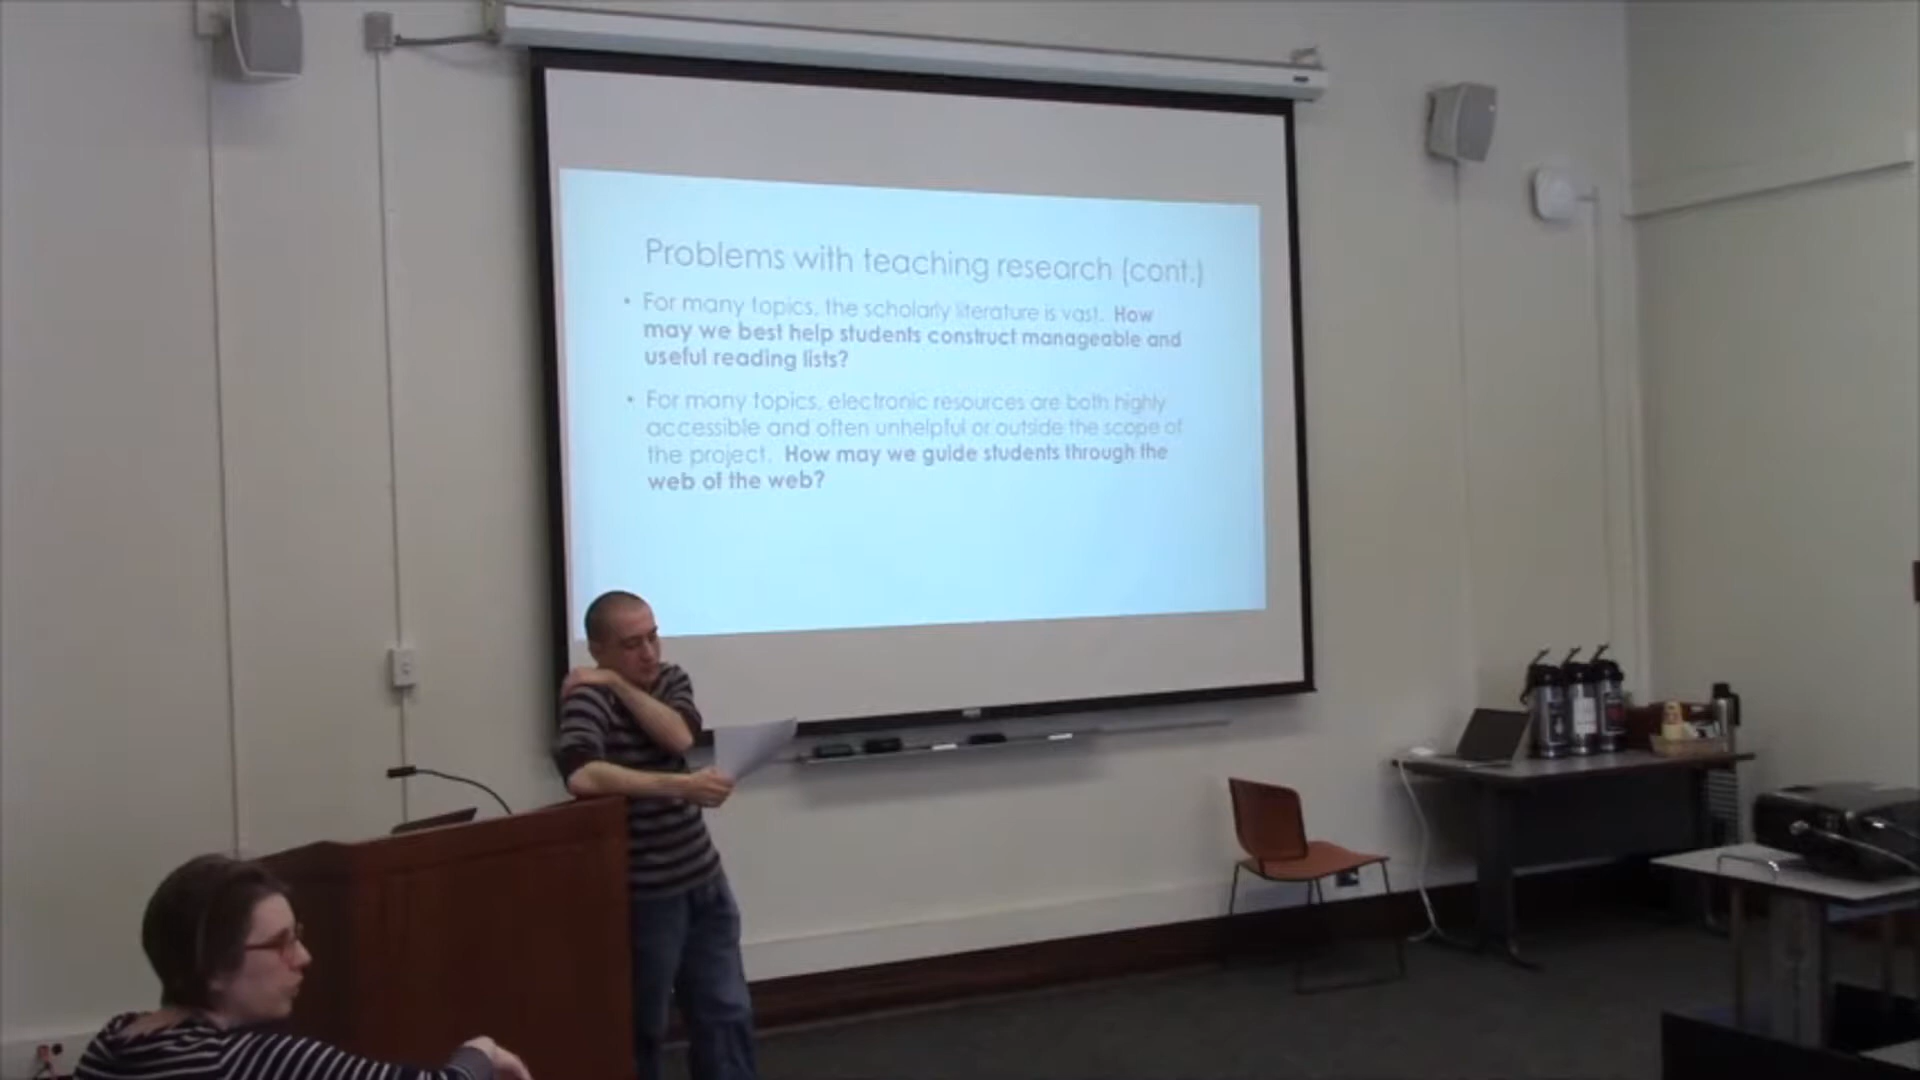 Problems with teaching research (cont.)
• For many topics, the scholarly literature is vast. How
may we best help students construct manageable and
useful reading lists?
• For many topics, electronic resources are both highly
accessible and often unhelpful or outside the scope of
the project. How may we guide students through the
web of the web?